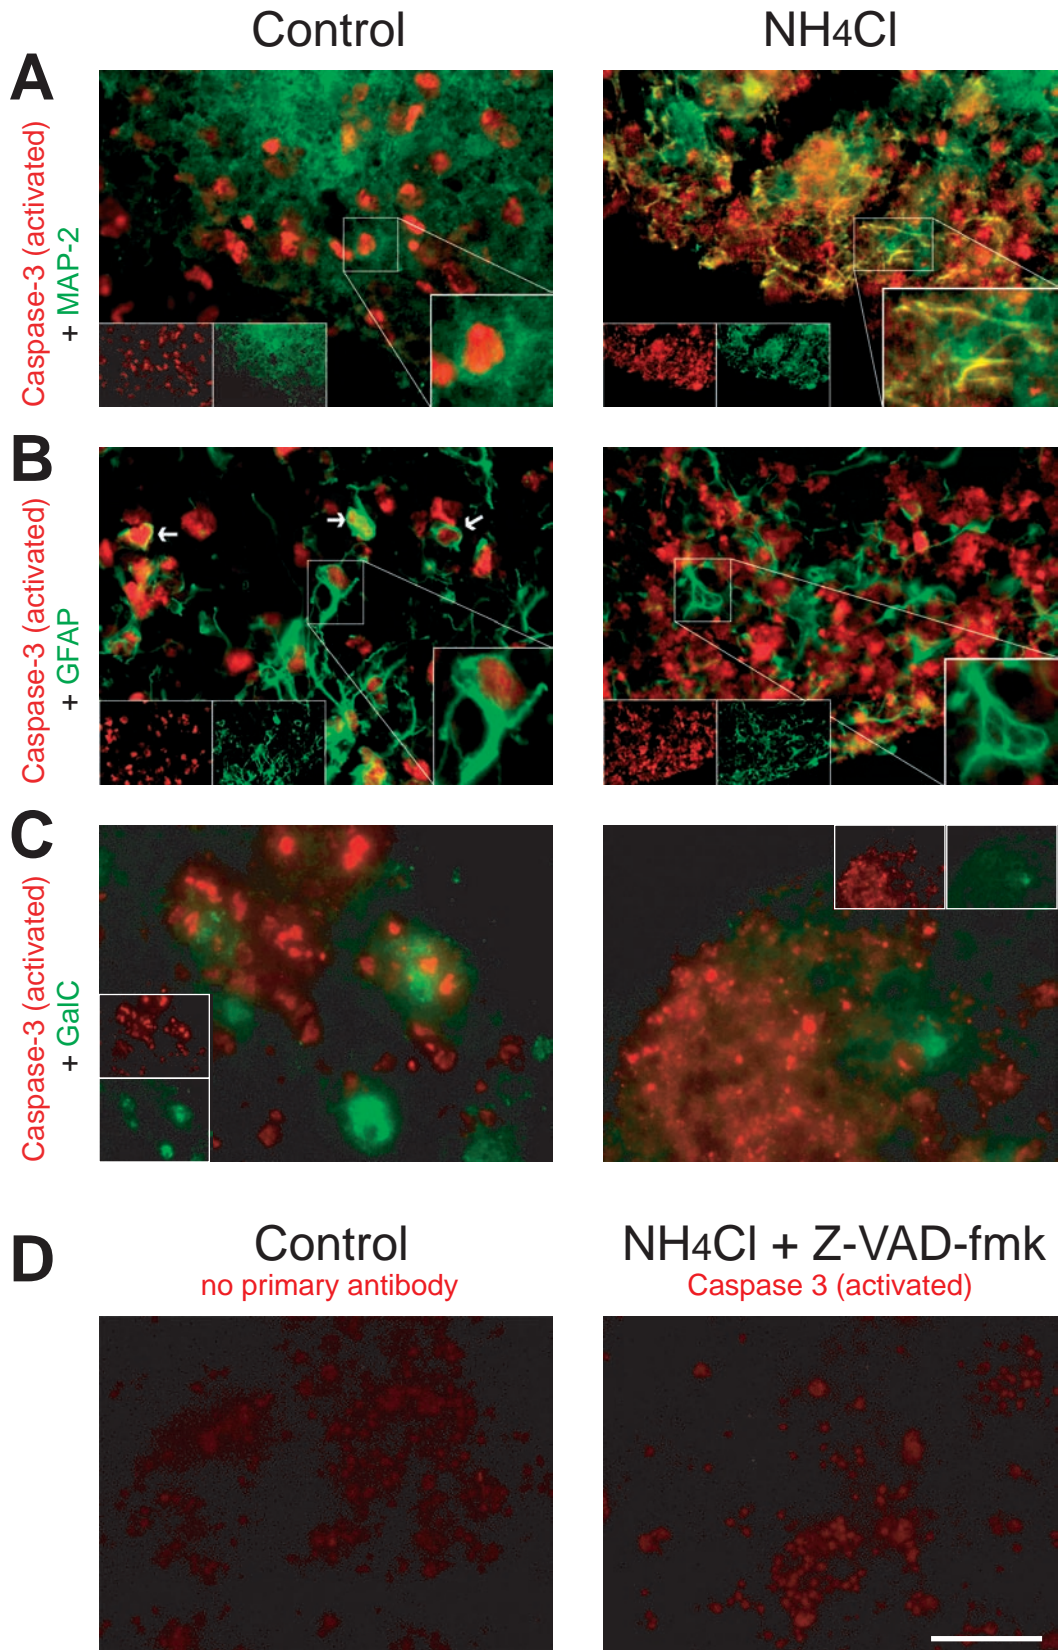 Control
NH4Cl
A
Caspase-3 (activated)
+ MAP-2
B
Caspase-3 (activated)
+ GFAP
C
Caspase-3 (activated)
+ GalC
D
Control
no primary antibody
NH4Cl + Z-VAD-fmk
Caspase 3 (activated)